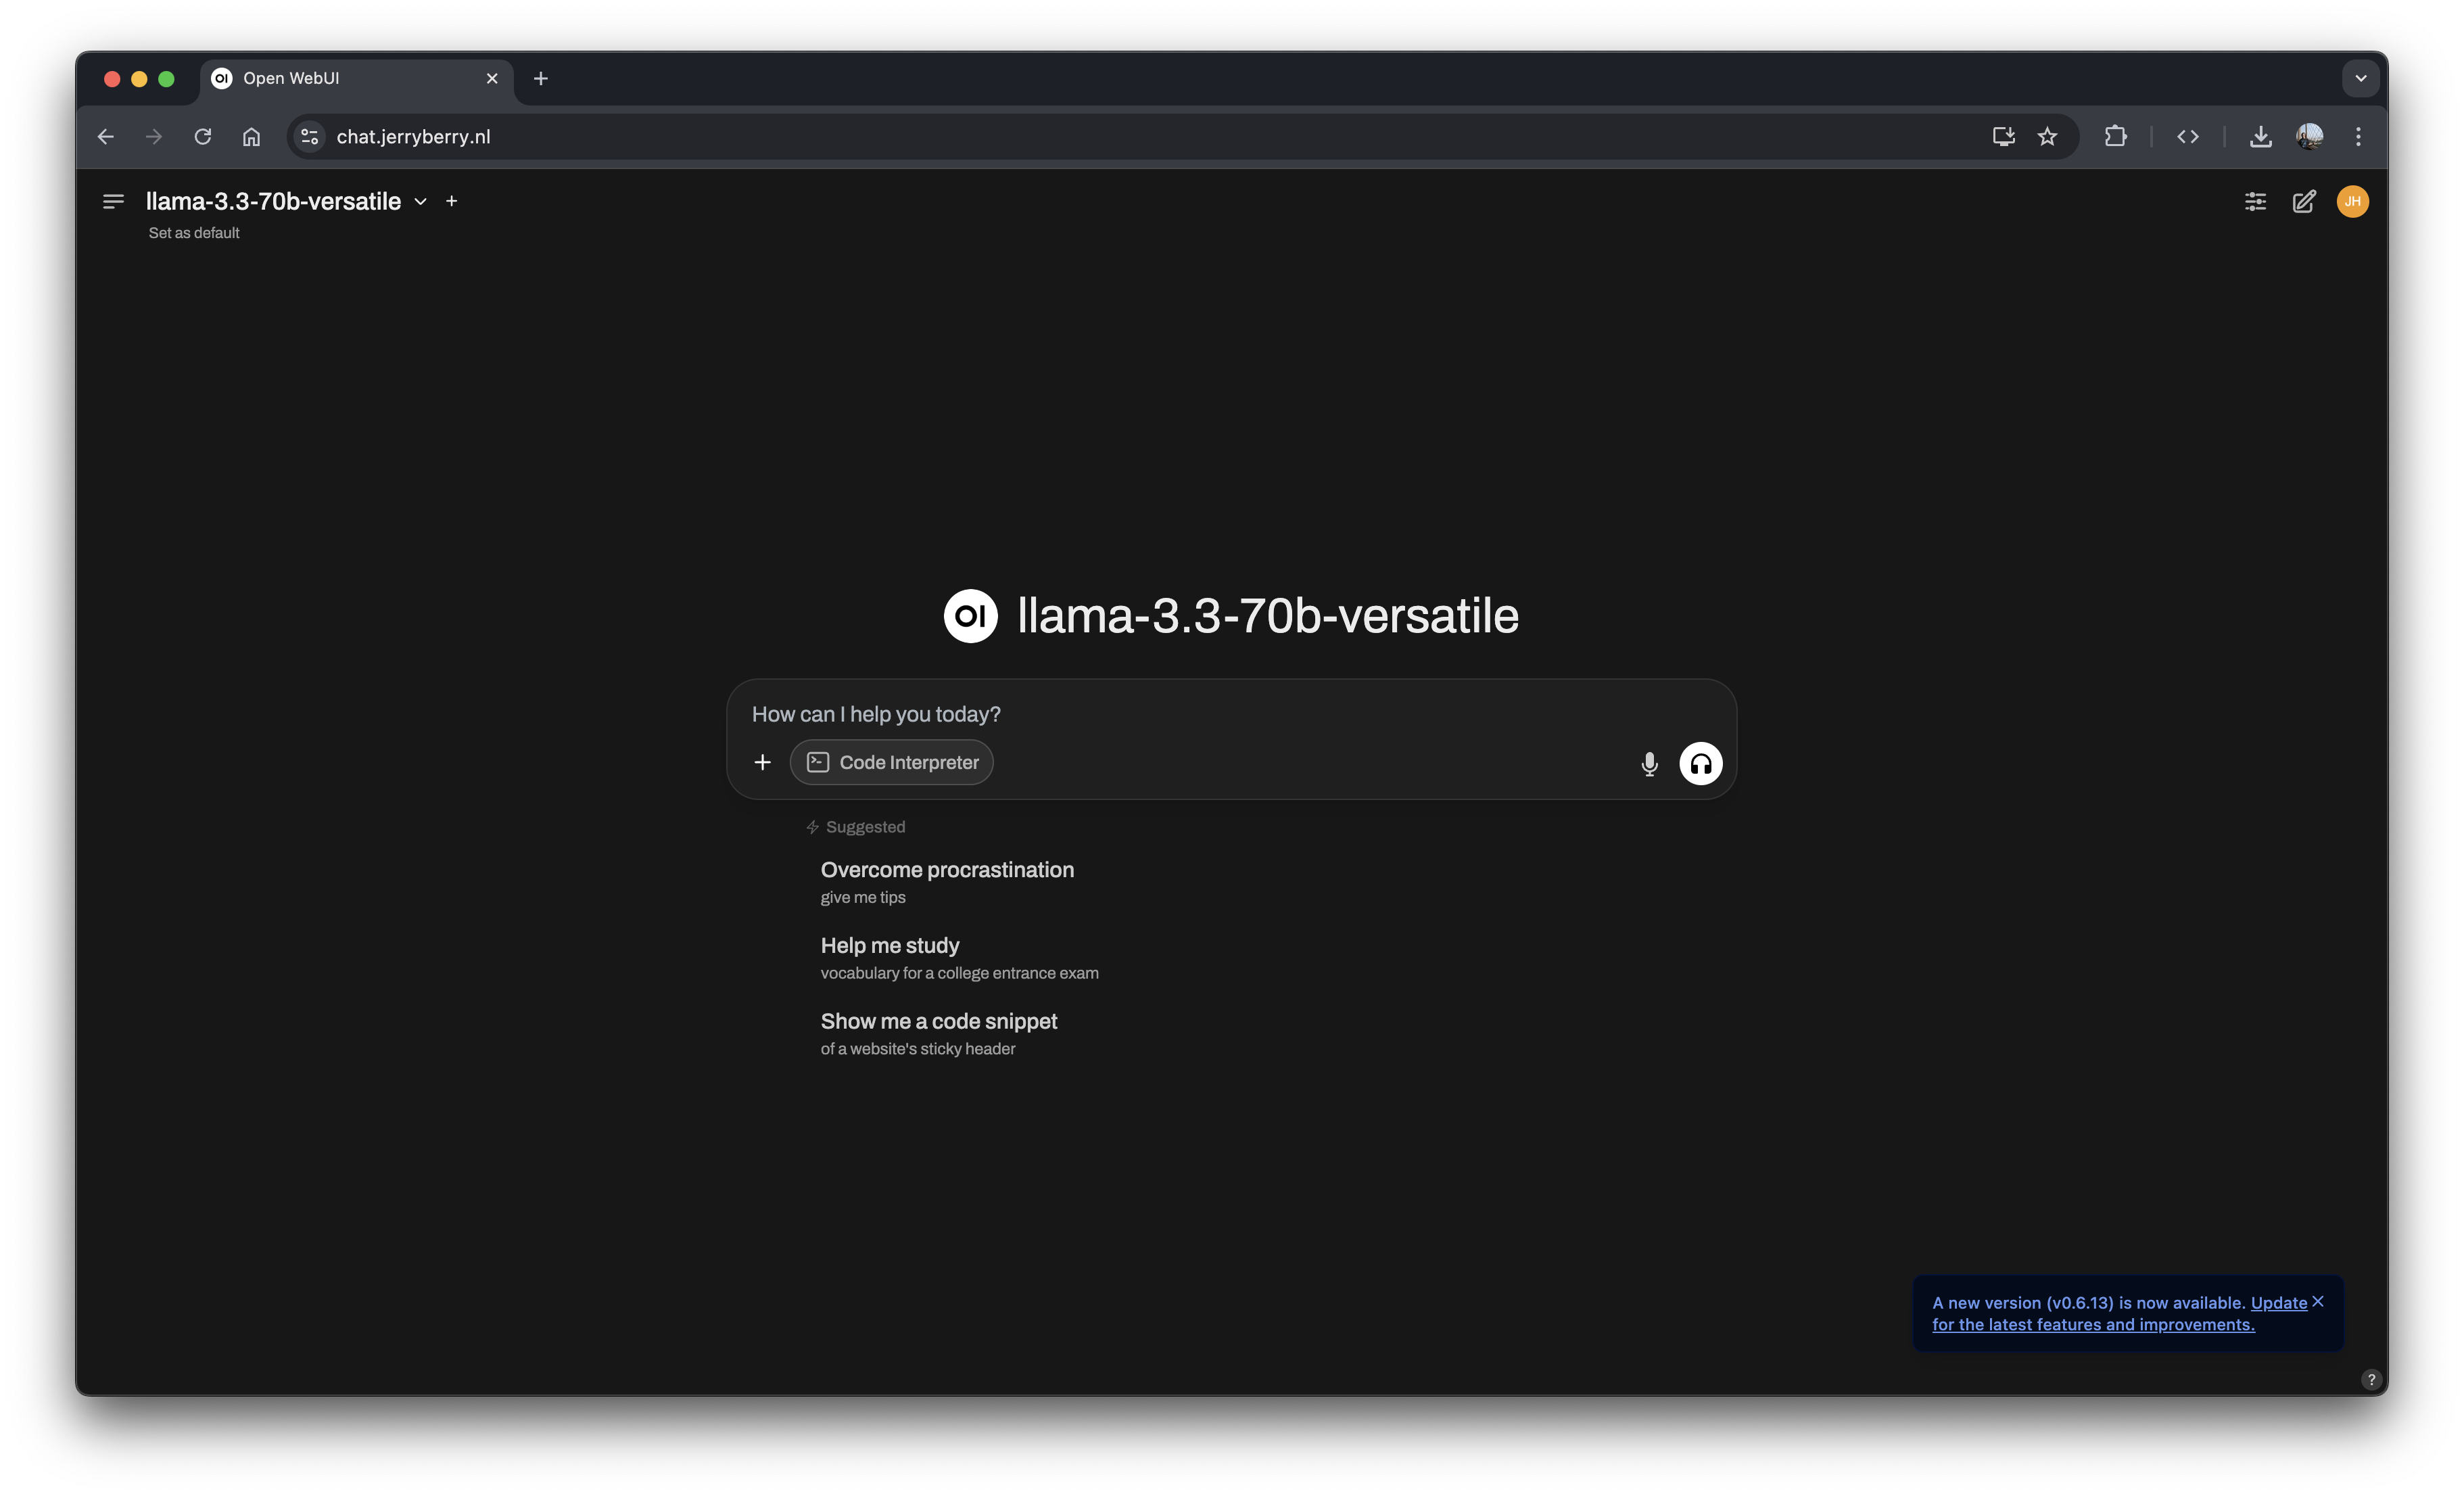 OI Open WebUI
chat.jerryberry.nl
llama-3.3-70b-versatile
JH
Set as default
OI llama-3.3-70b-versatile
How can I help you today?
Code Interpreter
Suggested
Overcome procrastination
give me tips
Help me study
vocabulary for a college entrance exam
Show me a code snippet
of a website's sticky header
A new version (v0.6.13) is now available. Update
for the latest features and improvements.
?